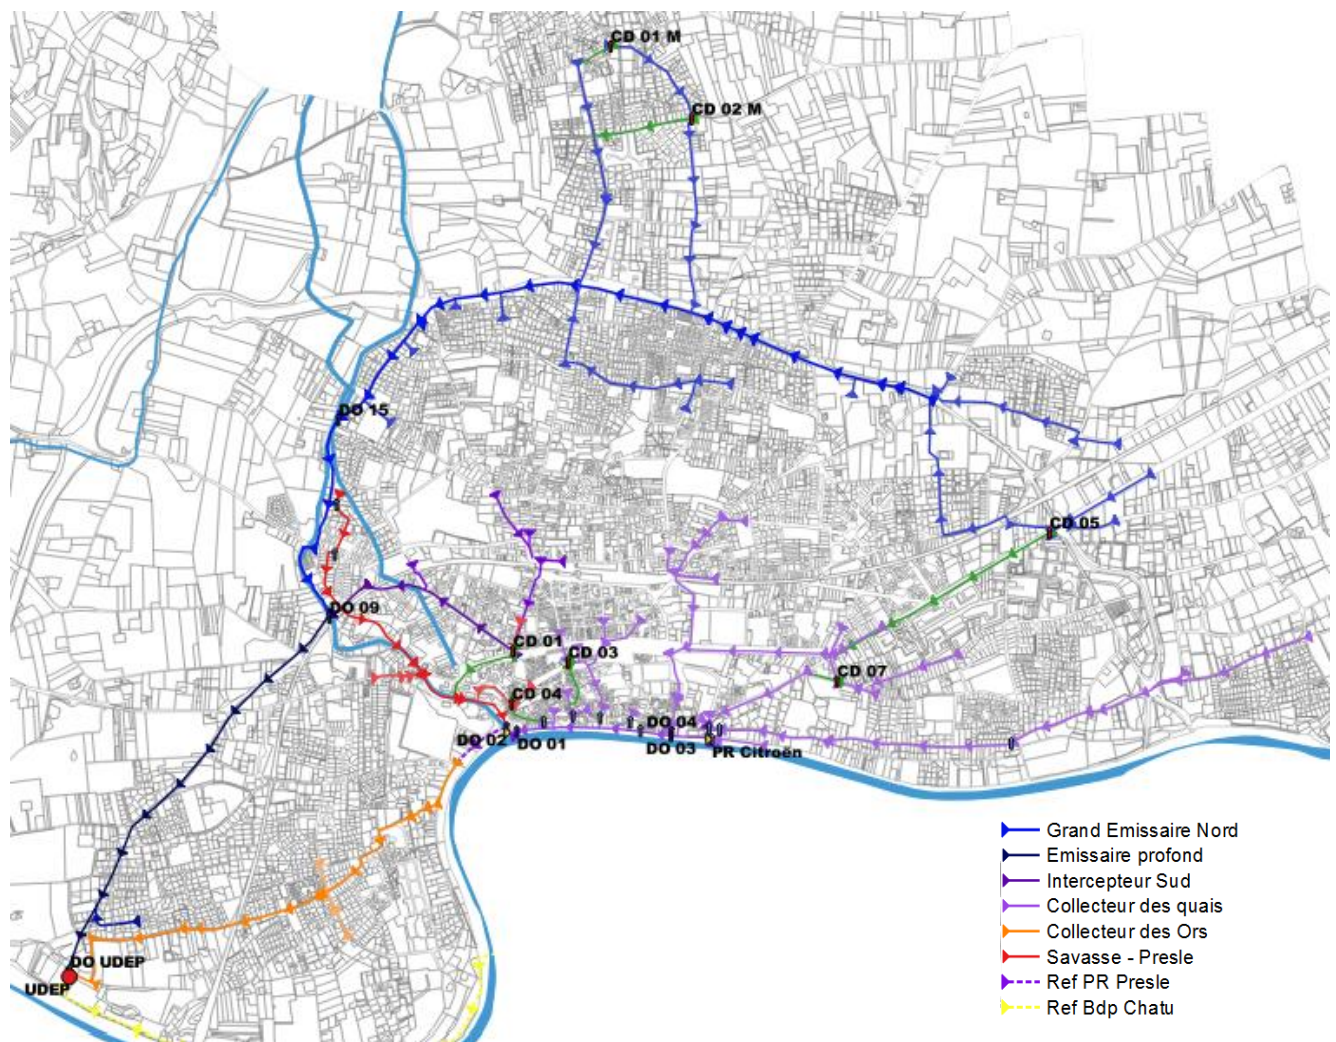 CD 01 M
CD 02 M
DO 15
CD 05
DO 09
CD 01
CD 03
CD 07
CD 04
DO 04
DO 02
DO 01
DO 03
PR Citroën
Grand Emissaire Nord
Emissaire profond
Intercepteur Sud
Collecteur des quais
Collecteur des Ors
Savasse - Presle
Ref PR Presle
Ref Bdp Chatu
DO UDEP
UDEP